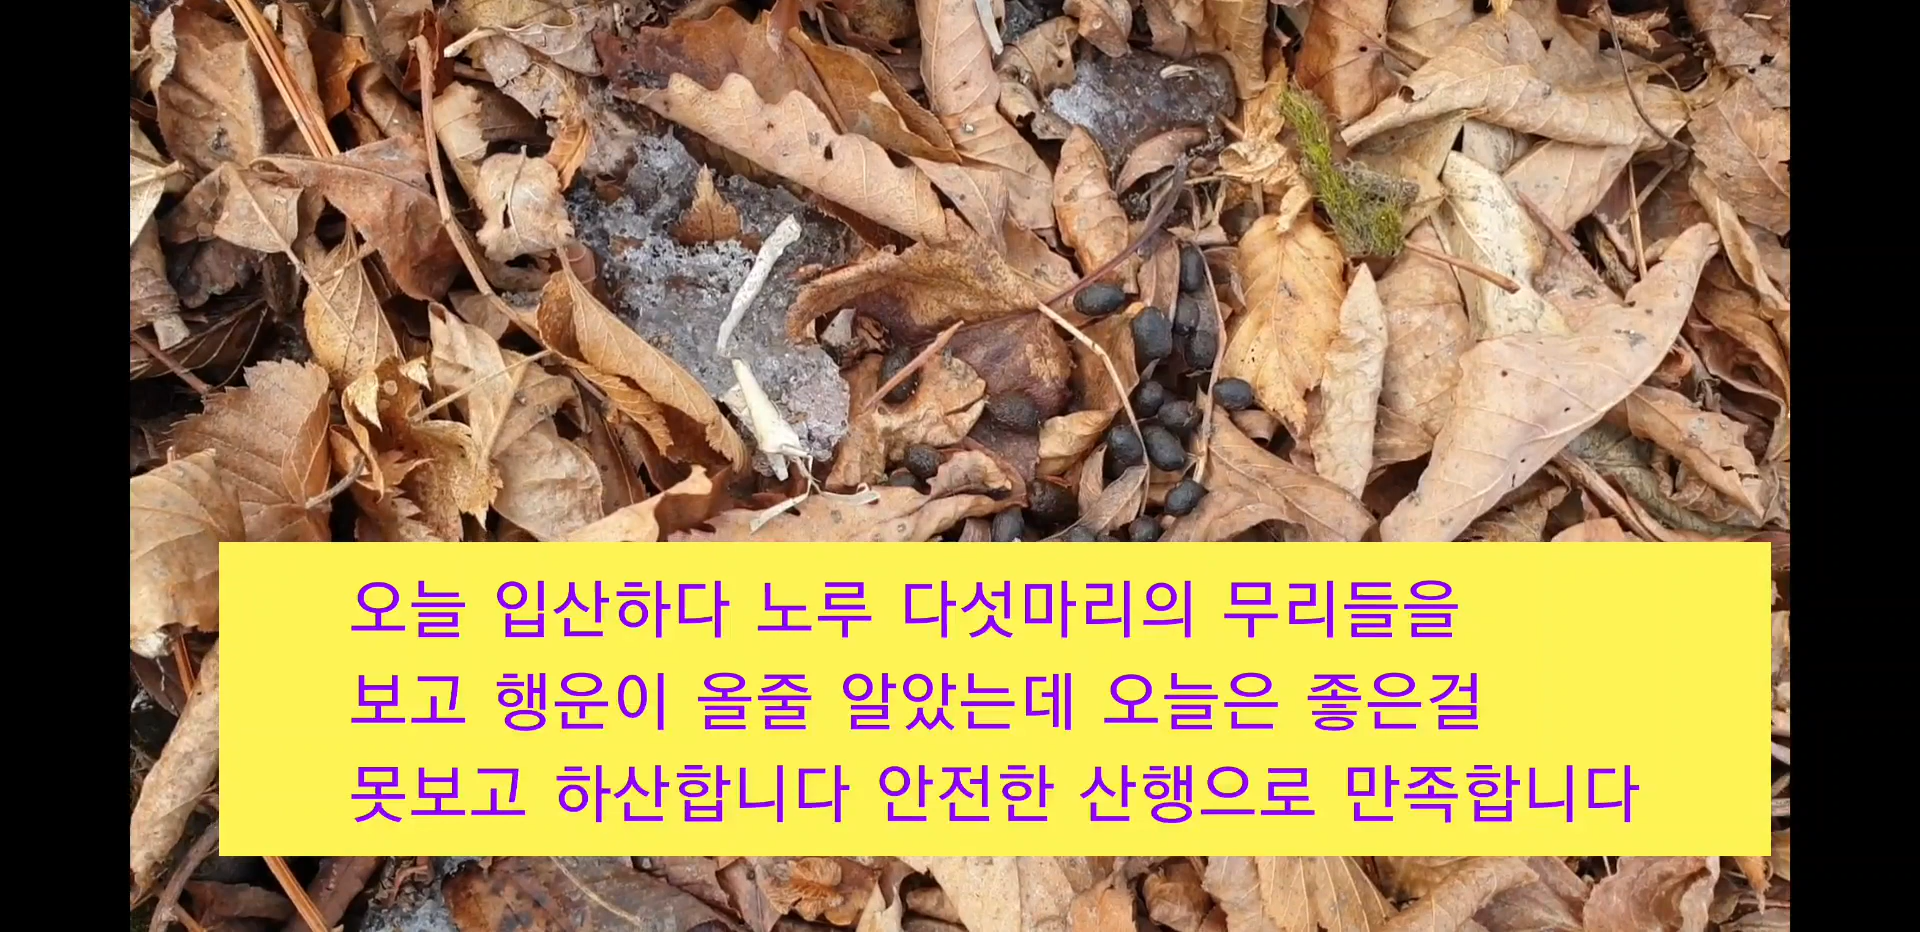 오늘 입산하다 노루 다섯마리의 무리들을
보고 행운이 올줄 알았는데 오늘은 좋은걸
못보고 하산합니다 안전한 산행으로 만족합니다